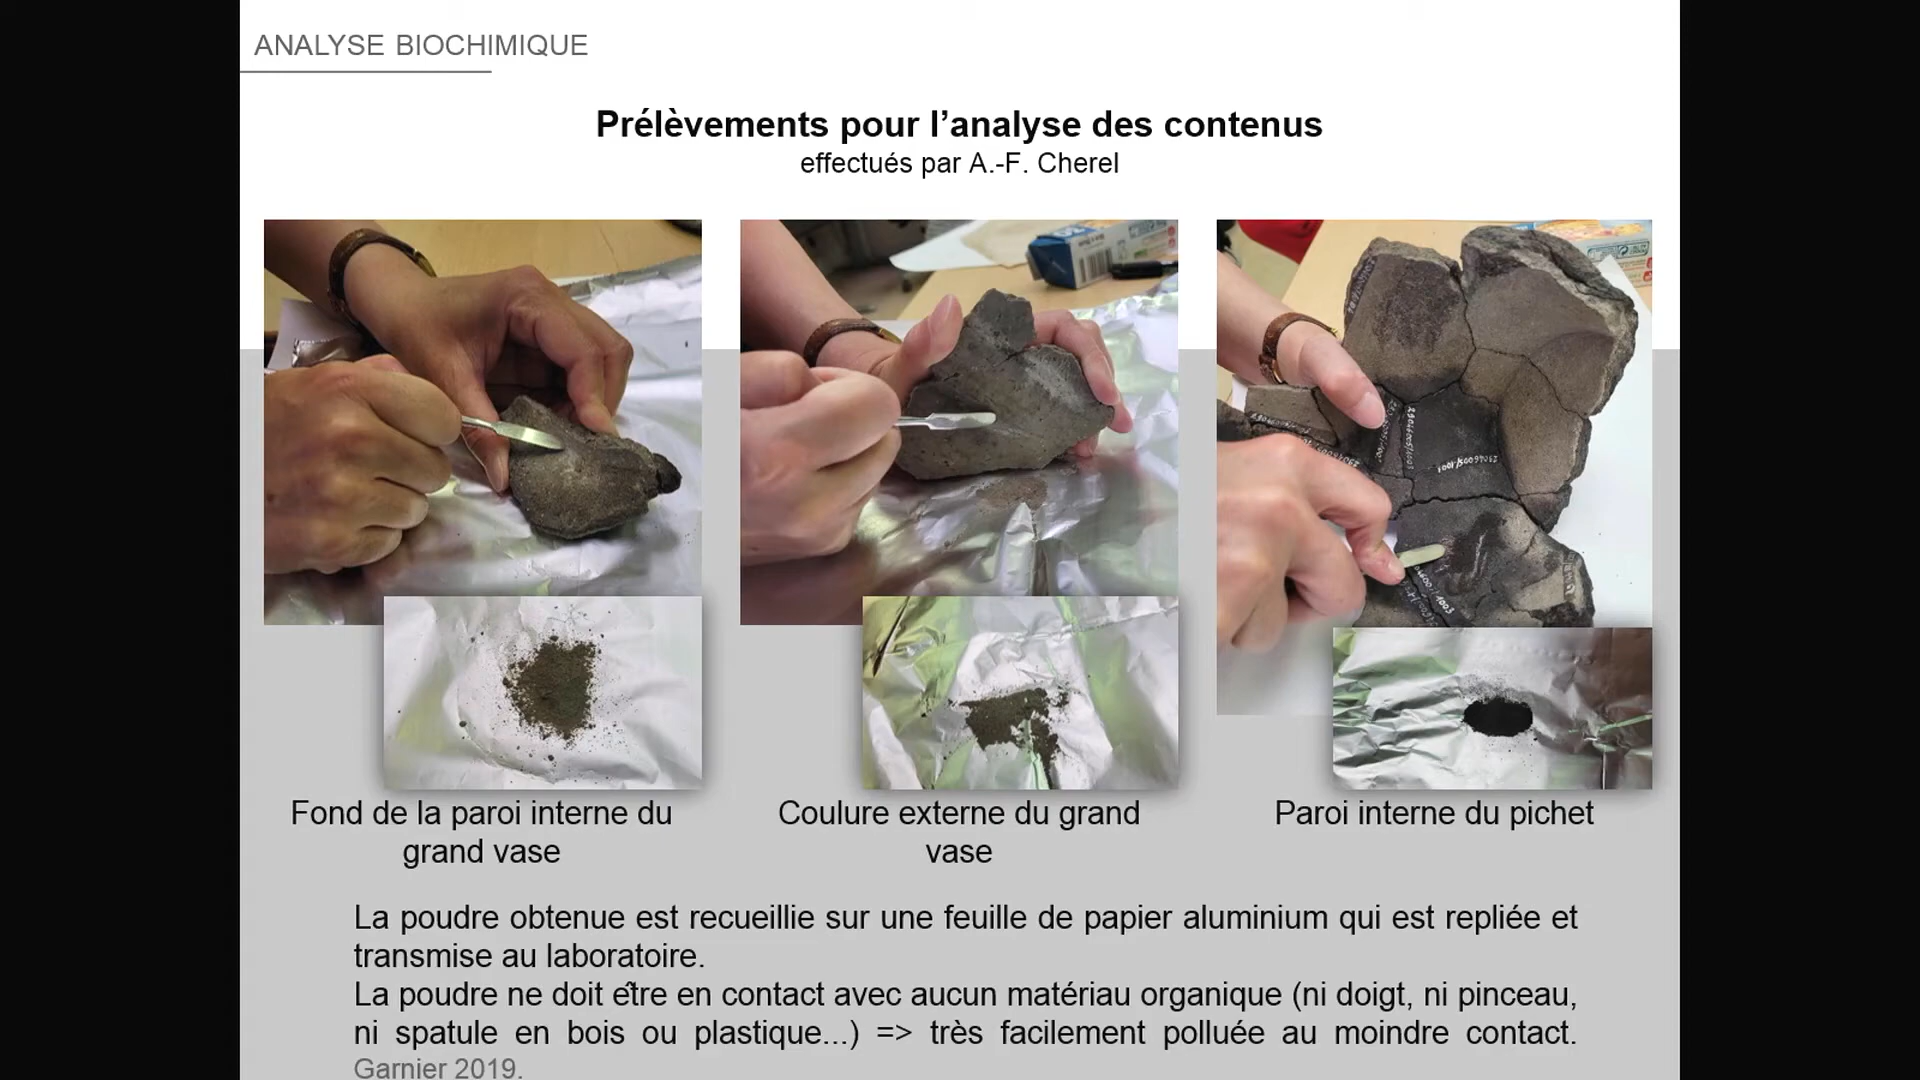 ANALYSE BIOCHIMIQUE
Prélèvements pour l’analyse des contenus
effectués par A.-F. Cherel
Fond de la paroi interne du
grand vase
Coulure externe du grand
vase
Paroi interne du pichet
La poudre obtenue est recueillie sur une feuille de papier aluminium qui est repliée et
transmise au laboratoire.
La poudre ne doit être en contact avec aucun matériau organique (ni doigt, ni pinceau,
ni spatule en bois ou plastique...) => très facilement polluée au moindre contact.
Garnier 2019.